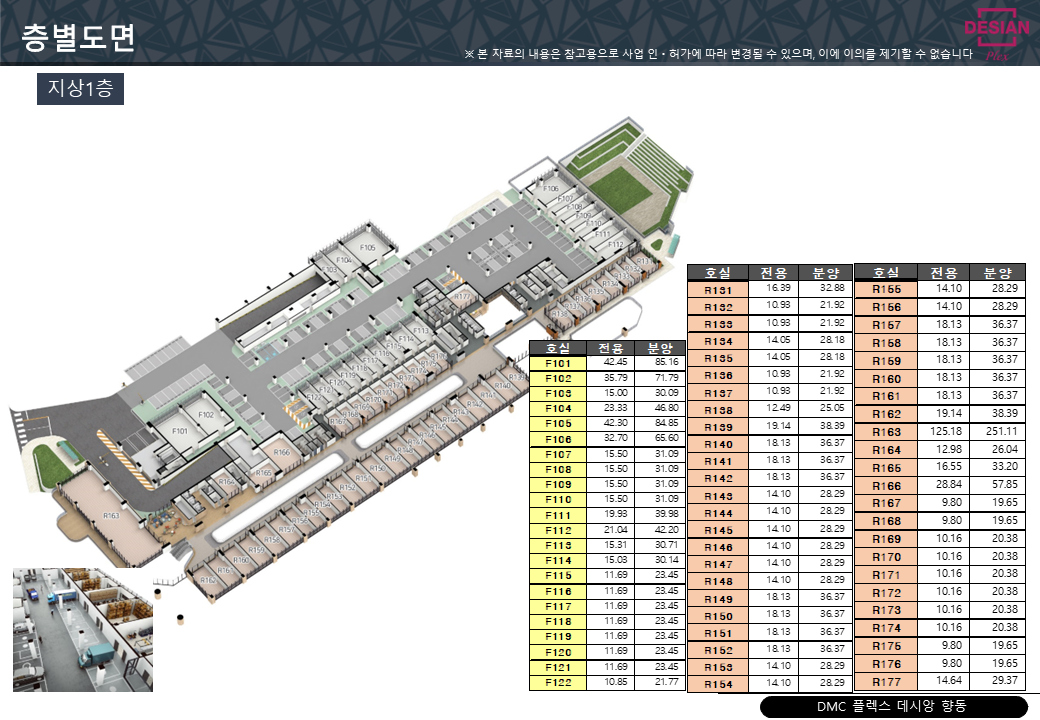 층별도면
※ 본 자료의 내용은 참고용으로 사업 인·허가에 따라 변경될 수 있으며, 이에 이의를 제기할 수 없습니다
DESIAN
Plex
지상1층
F106
F107
F108
F109
F110
F111
F112
F105
F104
F103
R131
R132
R133
R134
R135
R136
R137
R138
R177
F113
F114
F115
F116
F117
F118
F119
F120
F121
F122
F102
F101
R166
R165
R164
R163
R139
R140
R141
R142
R143
R150
R152
R153
R158
R159
R160
R161
R162
호실 전용 분양
F101 42.45 85.16
F102 35.79 71.79
F103 15.00 30.09
F104 23.33 46.80
F105 42.30 84.85
F106 32.70 65.60
F107 15.50 31.09
F108 15.50 31.09
F109 15.50 31.09
F110 15.50 31.09
F111 19.93 39.98
F112 21.04 42.20
F113 15.31 30.71
F114 15.03 30.14
F115 11.69 23.45
F116 11.69 23.45
F117 11.69 23.45
F118 11.69 23.45
F119 11.69 23.45
F120 11.69 23.45
F121 11.69 23.45
F122 10.85 21.77
호실 전용 분양
R131 16.39 32.88
R132 10.93 21.92
R133 10.93 21.92
R134 14.05 28.18
R135 14.05 28.18
R136 10.93 21.92
R137 10.93 21.92
R138 12.49 25.05
R139 19.14 38.39
R140 18.13 36.37
R141 18.13 36.37
R142 18.13 36.37
R143 14.10 28.29
R144 14.10 28.29
R145 14.10 28.29
R146 14.10 28.29
R147 14.10 28.29
R148 14.10 28.29
R149 18.13 36.37
R150 18.13 36.37
R151 18.13 36.37
R152 18.13 36.37
R153 14.10 28.29
R154 14.10 28.29
호실 전용 분양
R155 14.10 28.29
R156 14.10 28.29
R157 18.13 36.37
R158 18.13 36.37
R159 18.13 36.37
R160 18.13 36.37
R161 18.13 36.37
R162 19.14 38.39
R163 125.18 251.11
R164 12.98 26.04
R165 16.55 33.20
R166 28.84 57.85
R167 9.80 19.65
R168 9.80 19.65
R169 10.16 20.38
R170 10.16 20.38
R171 10.16 20.38
R172 10.16 20.38
R173 10.16 20.38
R174 10.16 20.38
R175 9.80 19.65
R176 9.80 19.65
R177 14.64 29.37
DMC 플렉스 데시앙 향동